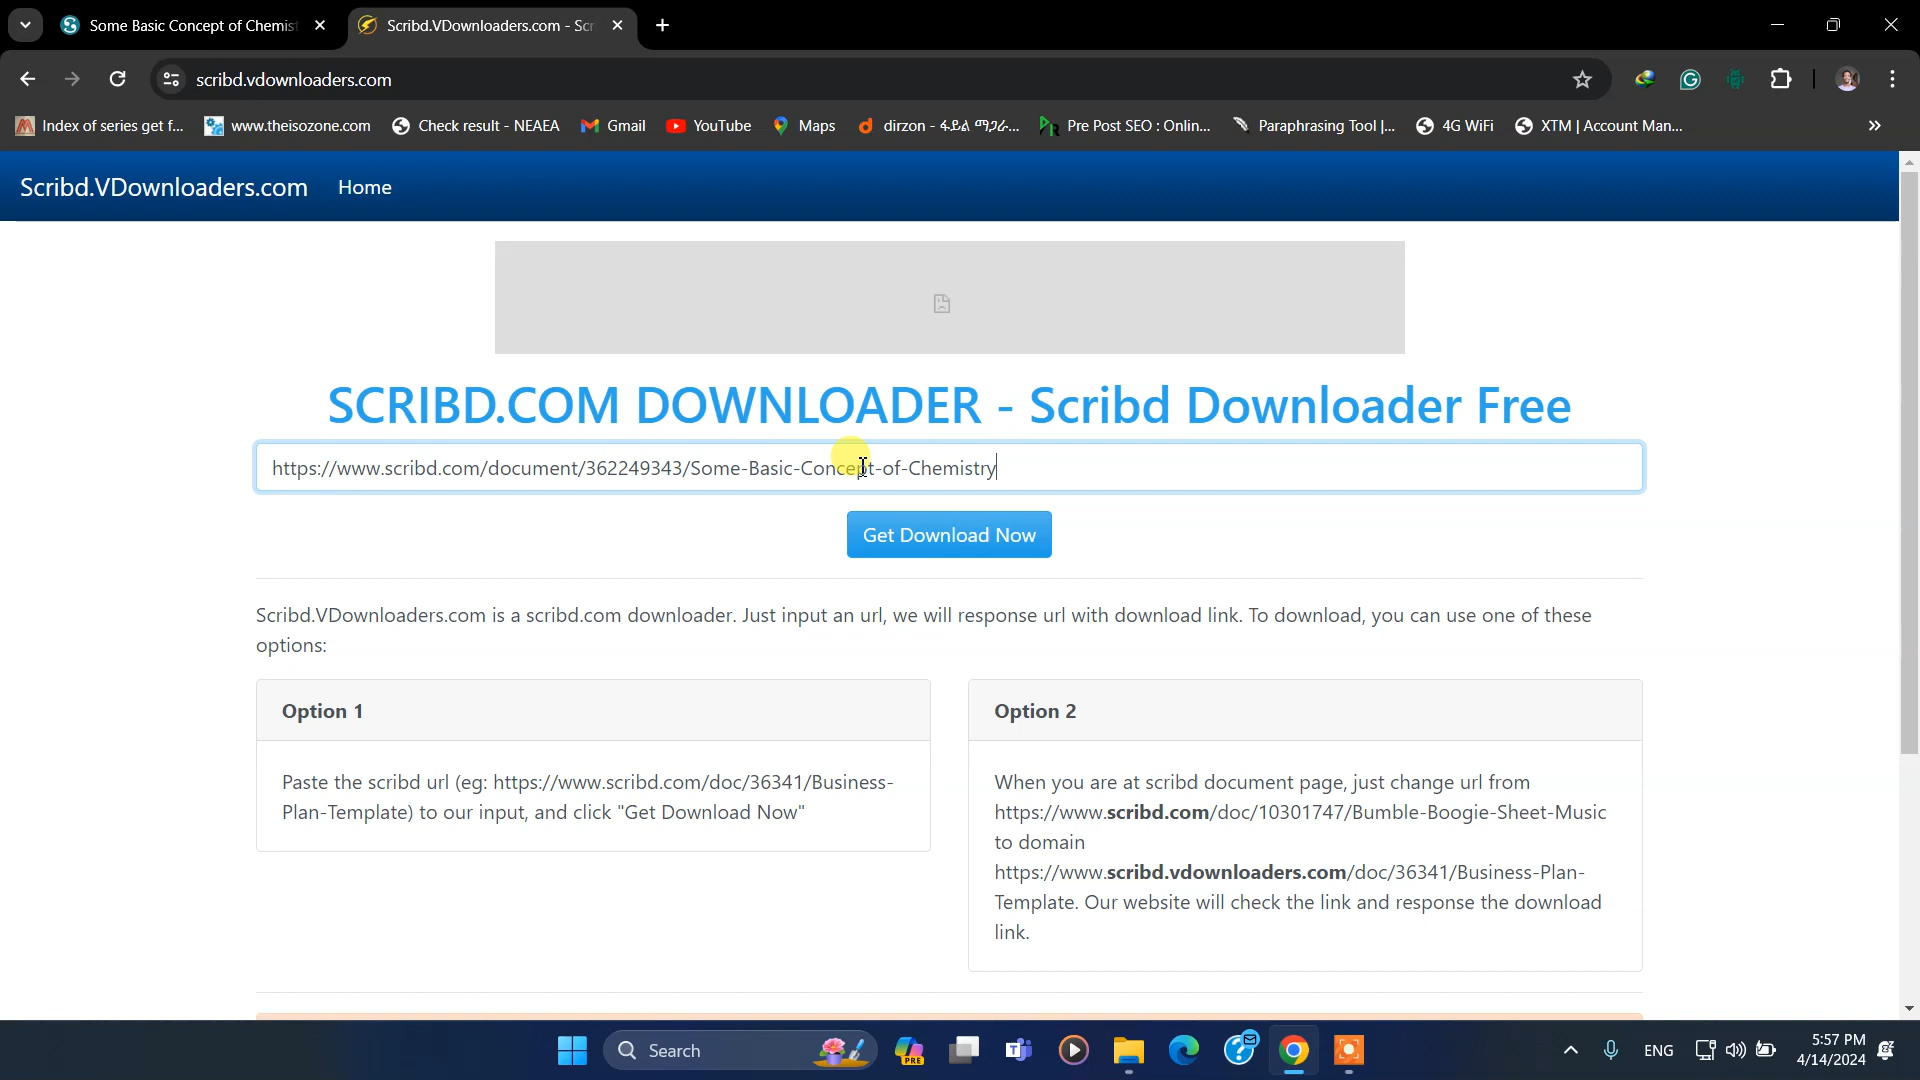 Some Basic Concept of Chemist
Scribd.VDownloaders.com - Scr
scribd.vdownloaders.com
Index of series get f...
www.theisozone.com
Check result - NEAEA
Gmail
YouTube
Maps
dirzon - ፋይል ማጋራ...
Pre Post SEO : Onlin...
Paraphrasing Tool |...
4G WiFi
XTM | Account Man...
Scribd.VDownloaders.com
Home
SCRIBD.COM DOWNLOADER - Scribd Downloader Free
https://www.scribd.com/document/362249343/Some-Basic-Concept-of-Chemistry
Get Download Now
Scribd.VDownloaders.com is a scribd.com downloader. Just input an url, we will response url with download link. To download, you can use one of these
options:
Option 1
Paste the scribd url (eg: https://www.scribd.com/doc/36341/Business-
Plan-Template) to our input, and click "Get Download Now"
Option 2
When you are at scribd document page, just change url from
https://www.scribd.com/doc/10301747/Bumble-Boogie-Sheet-Music
to domain
https://www.scribd.vdownloaders.com/doc/36341/Business-Plan-
Template. Our website will check the link and response the download
link.
Search
PRE
ENG
5:57 PM
4/14/2024